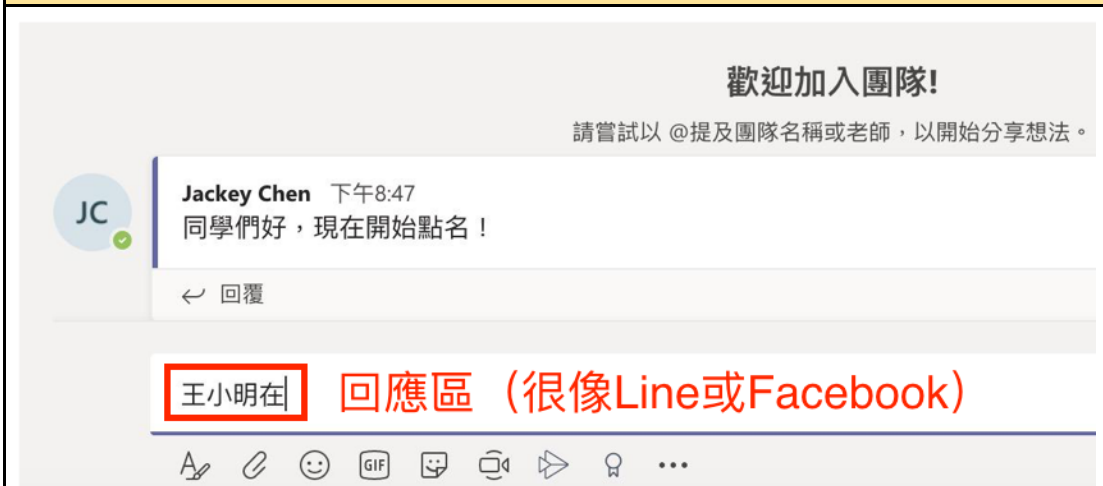 歡迎加入團隊!
請嘗試以 @提及團隊名稱或老師，以開始分享想法。
JC
Jackey Chen 下午8:47
同學們好，現在開始點名！
回覆
王小明在 回應區（很像Line或Facebook）
GIF